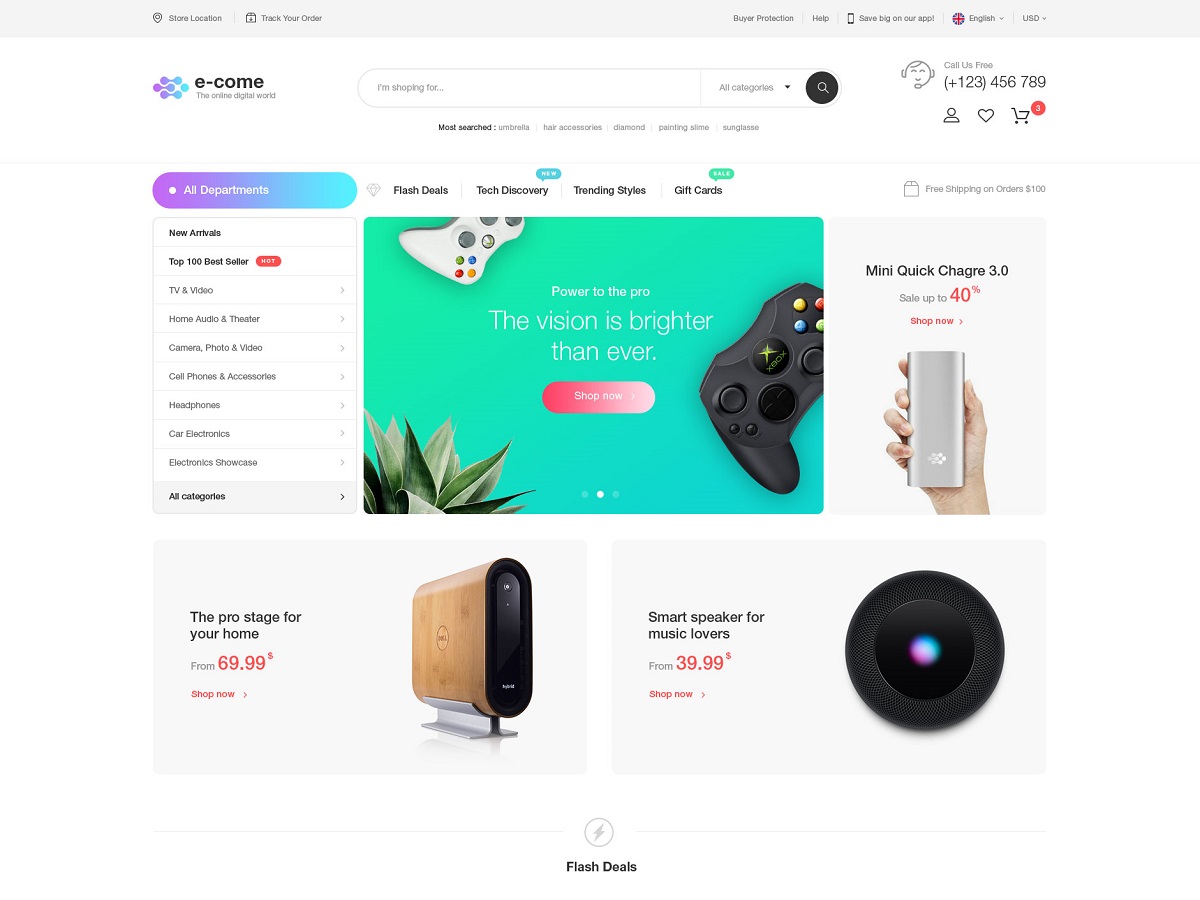 Store Location
Track Your Order
Buyer Protection
Help
Save big on our app!
English
USD
e-come
The online digital world
I'm shoping for...
All categories
Call Us Free
(+123) 456 789
3
Most searched : umbrella hair accessories diamond painting slime sunglasse
All Departments
Flash Deals
Tech Discovery
NEW
Trending Styles
Gift Cards
SALE
Free Shipping on Orders $100
New Arrivals
Top 100 Best Seller HOT
TV & Video
Home Audio & Theater
Camera, Photo & Video
Cell Phones & Accessories
Headphones
Car Electronics
Electronics Showcase
All categories
Power to the pro
The vision is brighter
than ever.
Shop now
XBOX
Mini Quick Chagre 3.0
Sale up to 40%
Shop now
The pro stage for
your home
From 69.99$
Shop now
DELL
hybrid
Smart speaker for
music lovers
From 39.99$
Shop now
Flash Deals